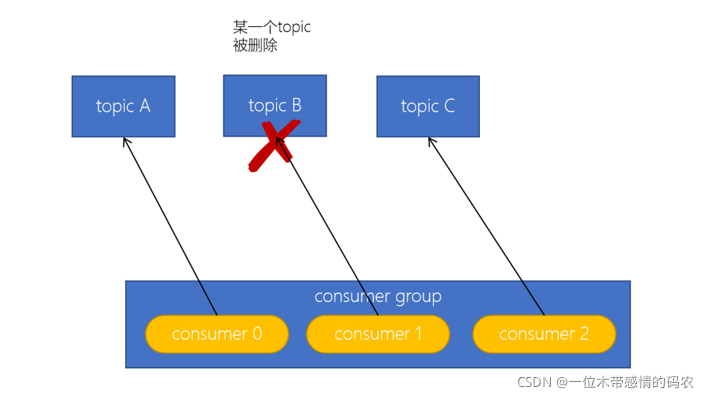 某一个topic
被删除
topic A
topic B
topic C
consumer group
consumer 0
consumer 1
consumer 2
CSDN @一位木带感情的码农